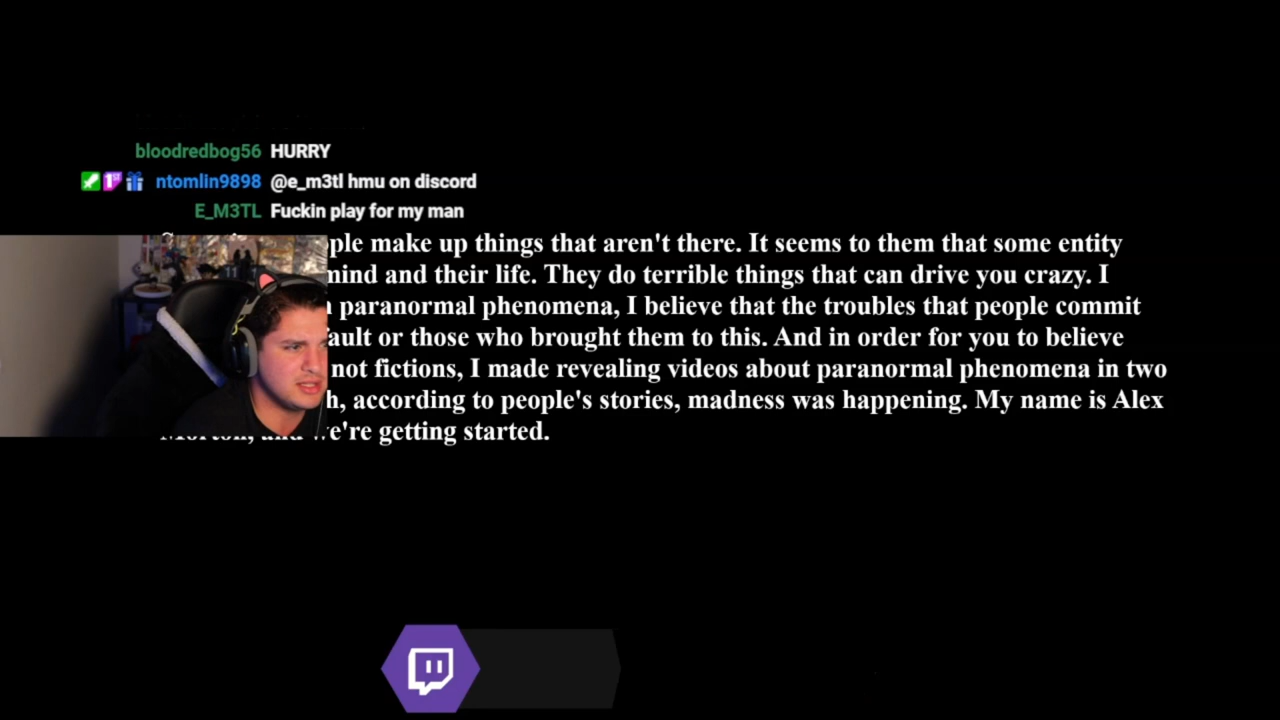 bloodredbog56 HURRY
ntomlin9898 @e_m3tl hmu on discord
E_M3TL Fuckin play for my man
make up things that aren't there. It seems to them that some entity
and their life. They do terrible things that can drive you crazy. I
paranormal phenomena, I believe that the troubles that people commit
or those who brought them to this. And in order for you to believe
not fictions, I made revealing videos about paranormal phenomena in two
according to people's stories, madness was happening. My name is Alex
Morton, and we're getting started.